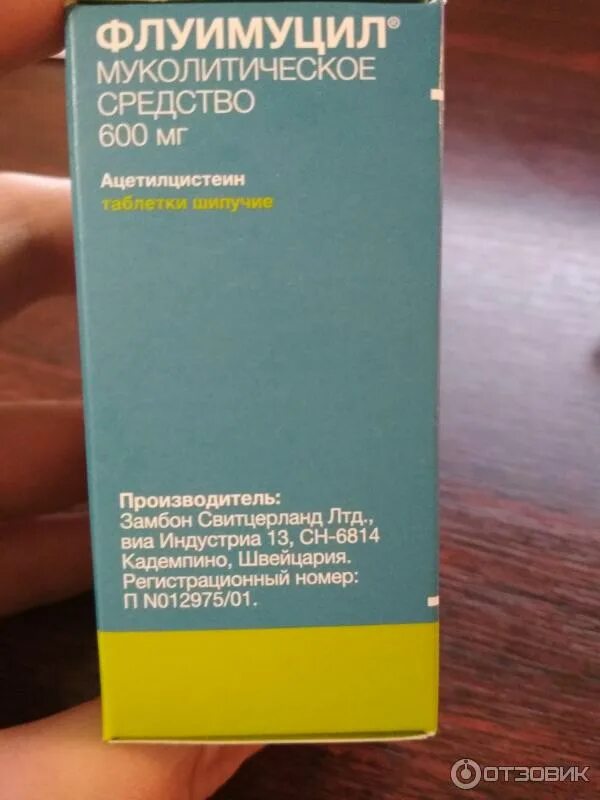 ФЛУИМУЦИЛ®
МУКОЛИТИЧЕСКОЕ
СРЕДСТВО
600 мг
Ацетилцистеин
таблетки шипучие
Производитель:
Замбон Свитцерланд Лтд.,
виа Индустриа 13, СН-6814
Кадемпино, Швейцария.
Регистрационный номер:
П N012975/01.
ОТЗОВИК